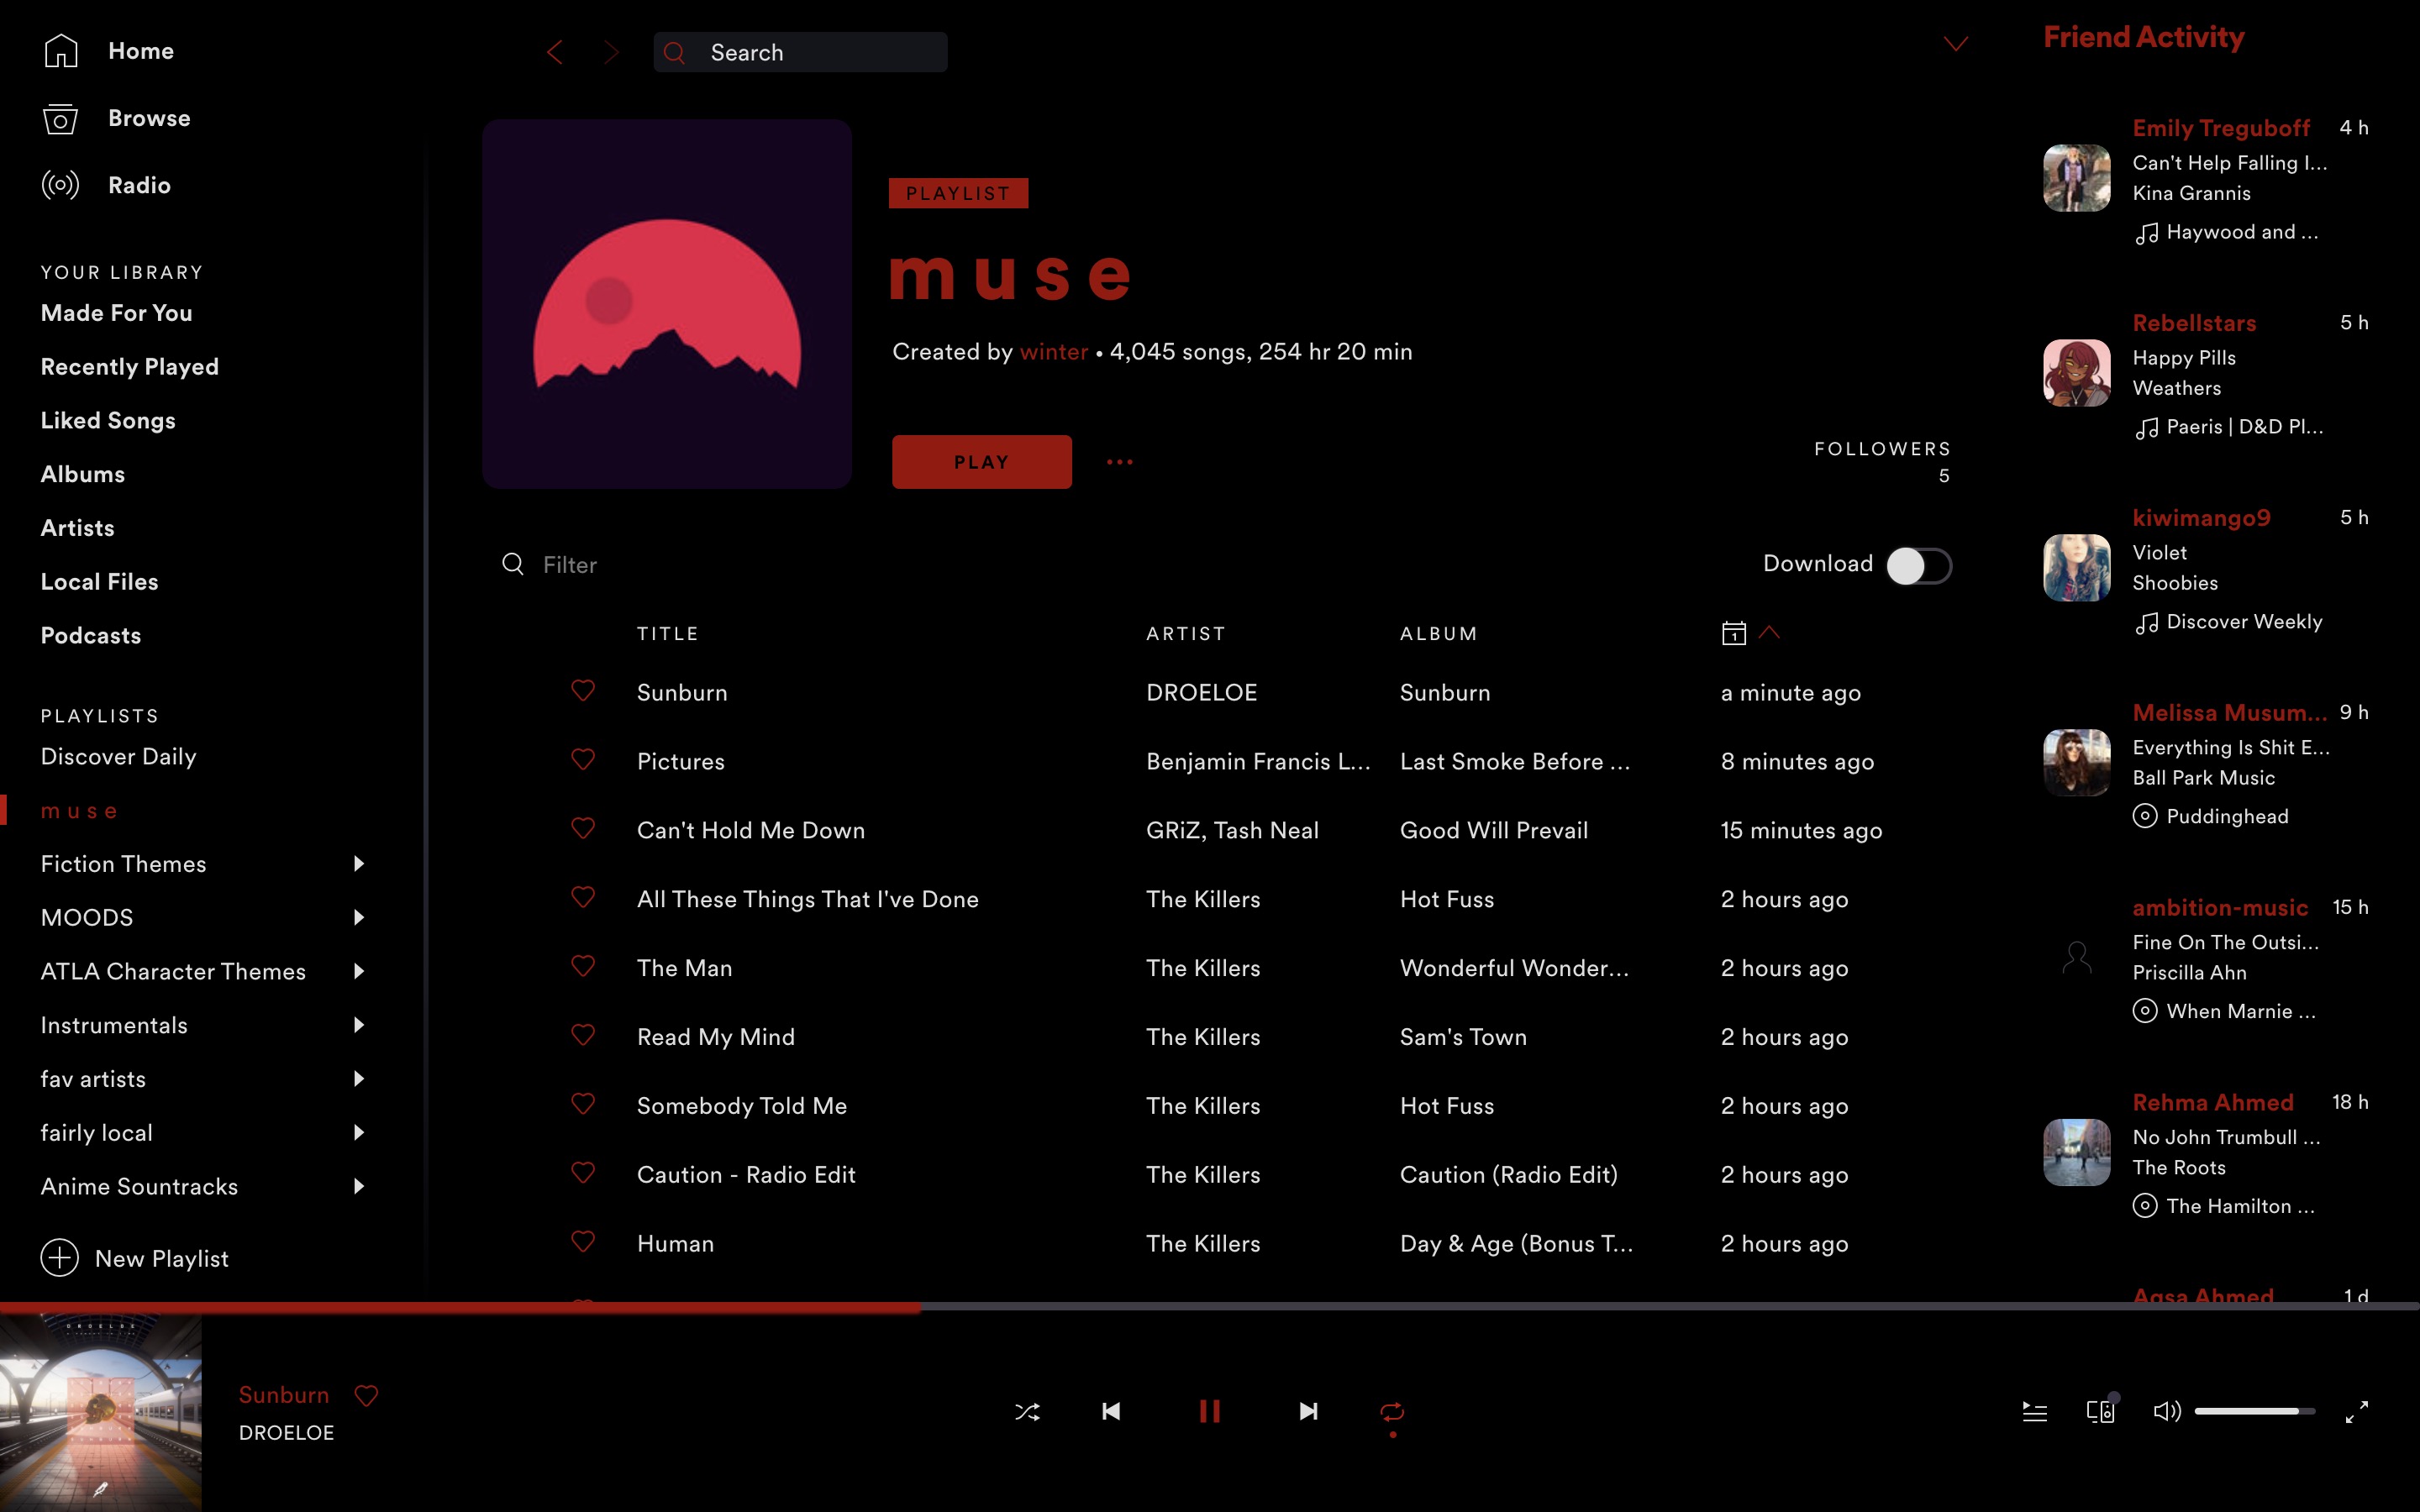 Home
Browse
Radio
YOUR LIBRARY
Made For You
Recently Played
Liked Songs
Albums
Artists
Local Files
Podcasts
PLAYLISTS
Discover Daily
m u s e
Fiction Themes
MOODS
ATLA Character Themes
Instrumentals
fav artists
fairly local
Anime Sountracks
New Playlist
Search
PLAYLIST
m u s e
Created by winter • 4,045 songs, 254 hr 20 min
PLAY
FOLLOWERS
5
Filter
Download
TITLE ARTIST ALBUM 1
Sunburn DROELOE Sunburn a minute ago
Pictures Benjamin Francis L... Last Smoke Before ... 8 minutes ago
Can't Hold Me Down GRiZ, Tash Neal Good Will Prevail 15 minutes ago
All These Things That I've Done The Killers Hot Fuss 2 hours ago
The Man The Killers Wonderful Wonder... 2 hours ago
Read My Mind The Killers Sam's Town 2 hours ago
Somebody Told Me The Killers Hot Fuss 2 hours ago
Caution - Radio Edit The Killers Caution (Radio Edit) 2 hours ago
Human The Killers Day & Age (Bonus T... 2 hours ago
Friend Activity
Emily Treguboff 4 h
Can't Help Falling I...
Kina Grannis
Haywood and ...
Rebellstars 5 h
Happy Pills
Weathers
Paeris | D&D Pl...
kiwimango9 5 h
Violet
Shoobies
Discover Weekly
Melissa Musum... 9 h
Everything Is Shit E...
Ball Park Music
Puddinghead
ambition-music 15 h
Fine On The Outsi...
Priscilla Ahn
When Marnie ...
Rehma Ahmed 18 h
No John Trumbull ...
The Roots
The Hamilton ...
Aqsa Ahmed 1 d
DROELOE
Sunburn
DROELOE